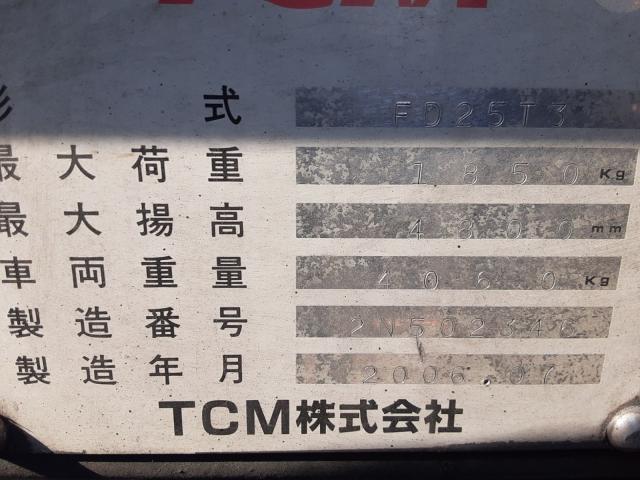 TCM
形 式 FD25T3
最大荷重 1850 Kg
最大揚高 4300 mm
車両重量 4060 Kg
製造番号 2N502346
製造年月 2006.07
TCM株式会社